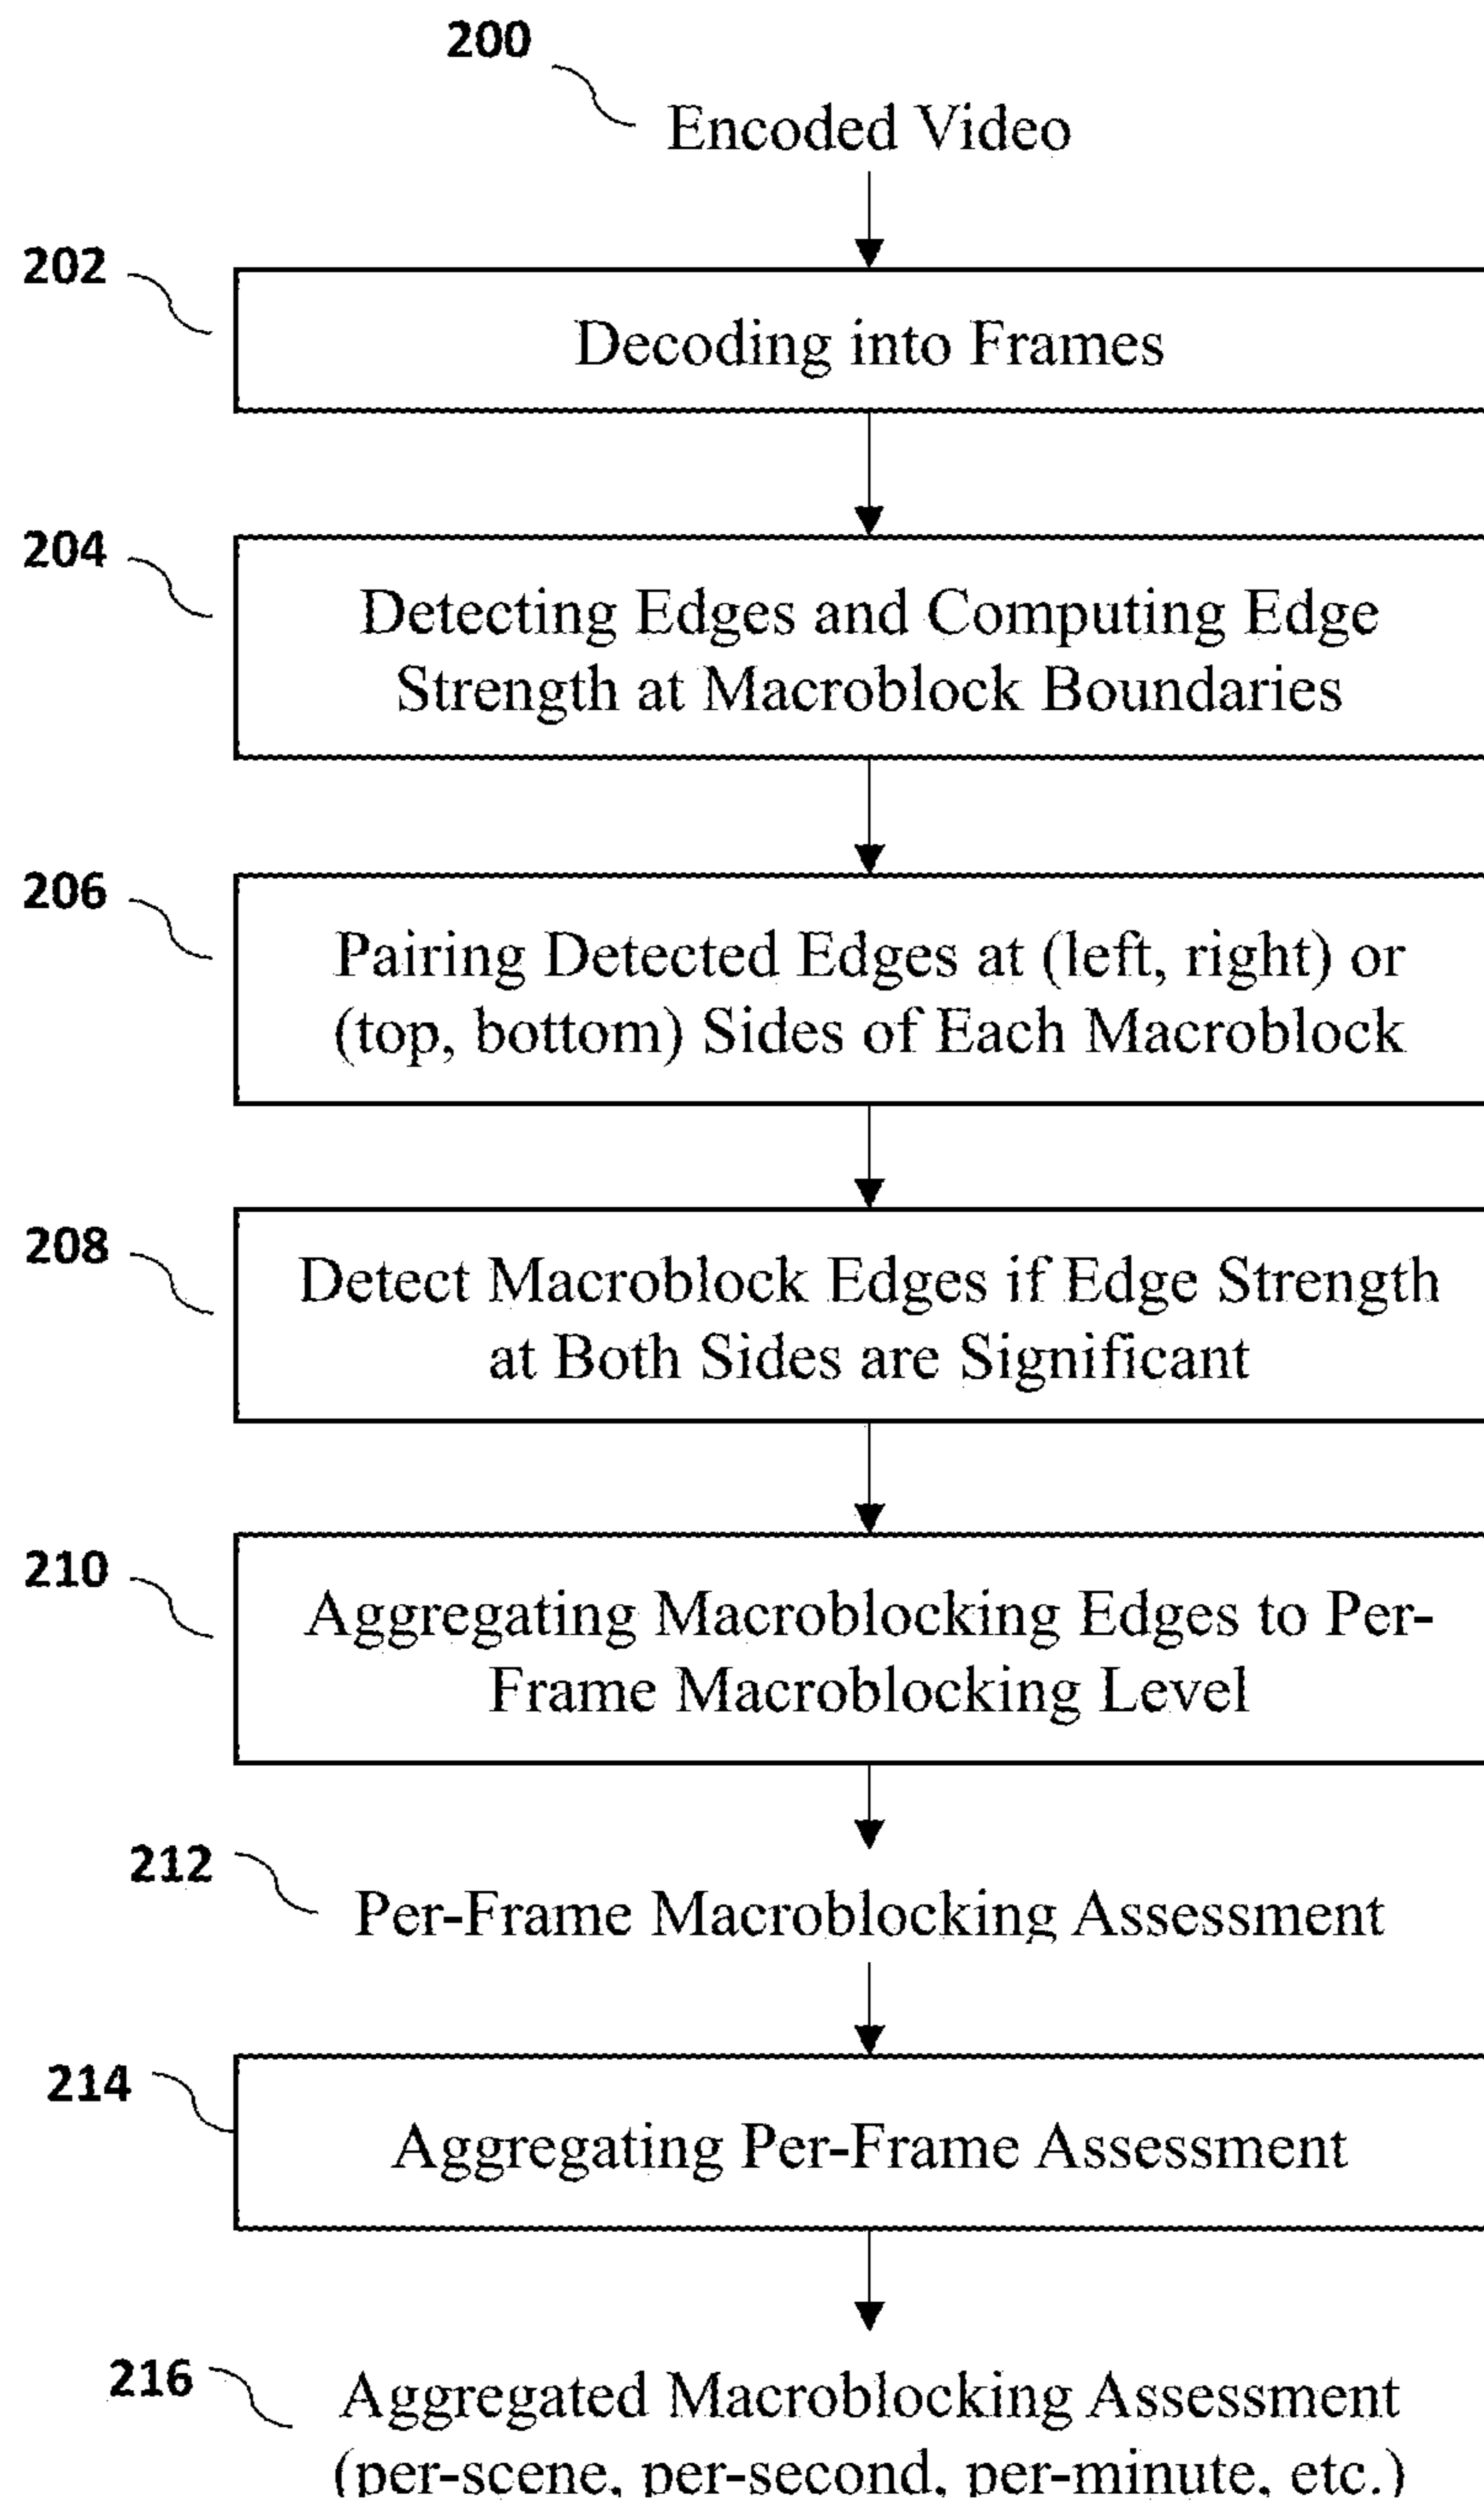 200
Encoded Video
202
Decoding into Frames
204
Detecting Edges and Computing Edge
Strength at Macroblock Boundaries
206
Pairing Detected Edges at (left, right) or
(top, bottom) Sides of Each Macroblock
208
Detect Macroblock Edges if Edge Strength
at Both Sides are Significant
210
Aggregating Macroblocking Edges to Per-
Frame Macroblocking Level
212
Per-Frame Macroblocking Assessment
214
Aggregating Per-Frame Assessment
216
Aggregated Macroblocking Assessment
(per-scene, per-second, per-minute, etc.)